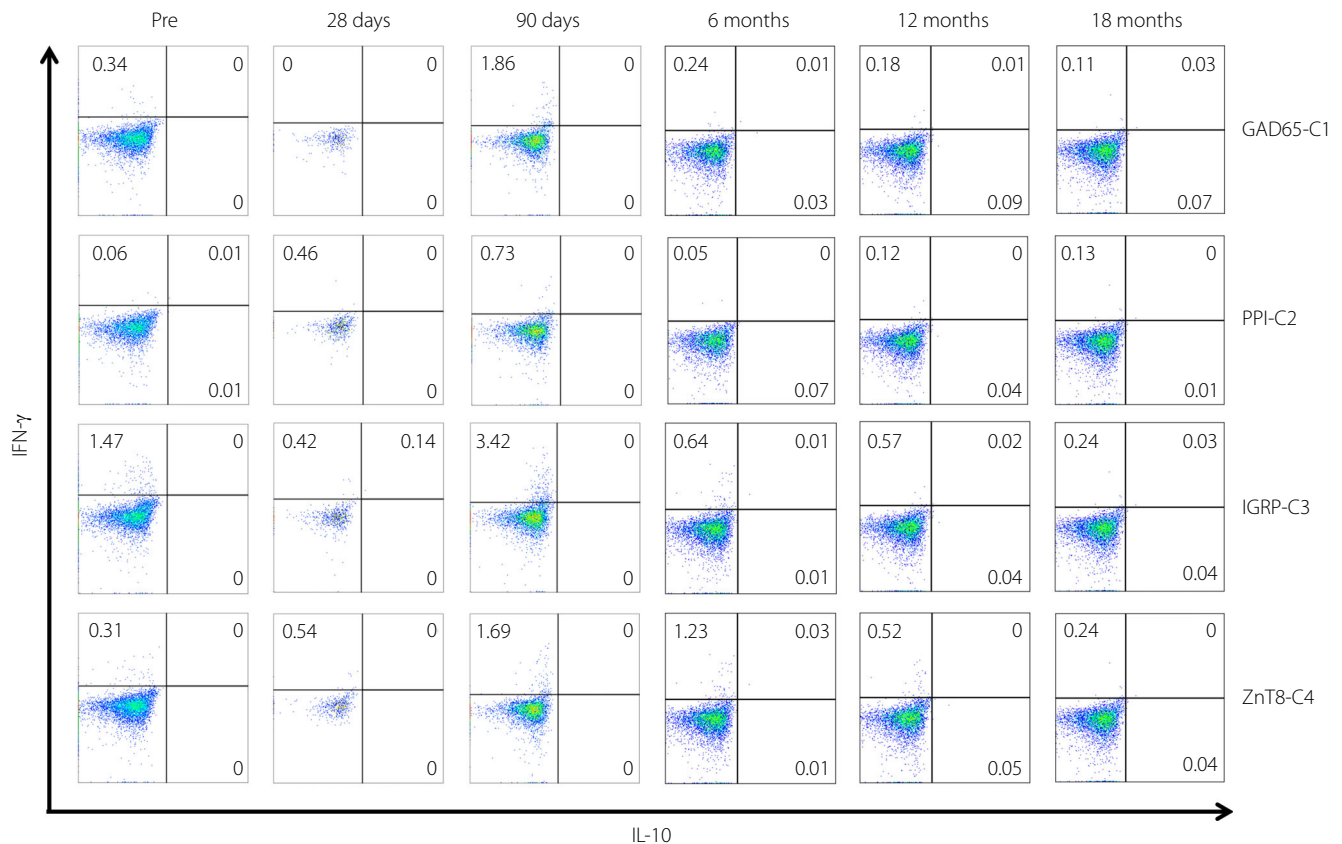 Pre 28 days 90 days 6 months 12 months 18 months
0.34 0 0 0 1.86 0 0.24 0.01 0.18 0.01 0.11 0.03
GAD65-C1
0 0 0 0.03 0.09 0.07
0.06 0.01 0.46 0 0.73 0 0.05 0 0.12 0 0.13 0
PPI-C2
0.01 0 0 0.07 0.04 0.01
IFN-γ
1.47 0 0.42 0.14 3.42 0 0.64 0.01 0.57 0.02 0.24 0.03
IGRP-C3
0 0 0 0.01 0.04 0.04
0.31 0 0.54 0 1.69 0 1.23 0.03 0.52 0 0.24 0
ZnT8-C4
0 0 0 0.01 0.05 0.04
IL-10